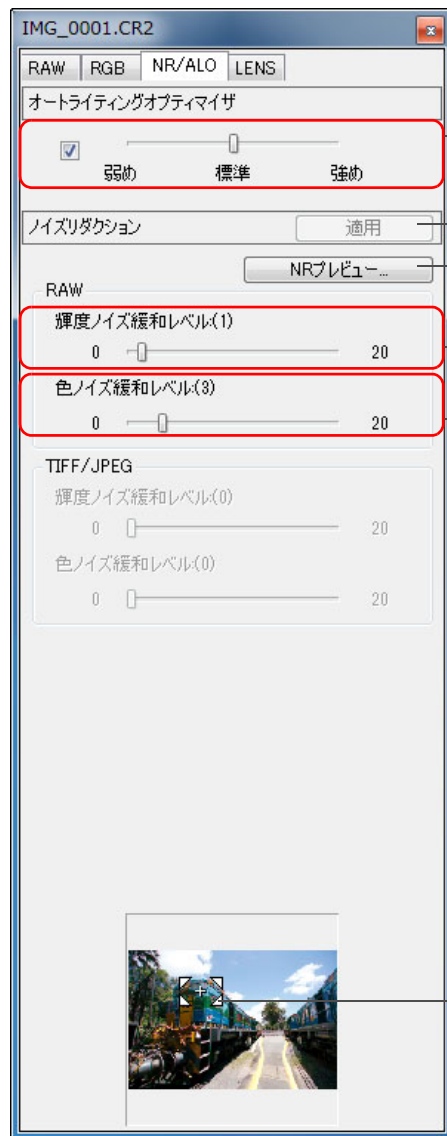 IMG_0001.CR2
RAW RGB NR/ALO LENS
オートライティングオプティマイザ
弱め 標準 強め
ノイズリダクション 適用
NRプレビュー...
RAW
輝度ノイズ緩和レベル:(1)
0 20
色ノイズ緩和レベル:(3)
0 20
TIFF/JPEG
輝度ノイズ緩和レベル:(0)
0 20
色ノイズ緩和レベル:(0)
0 20